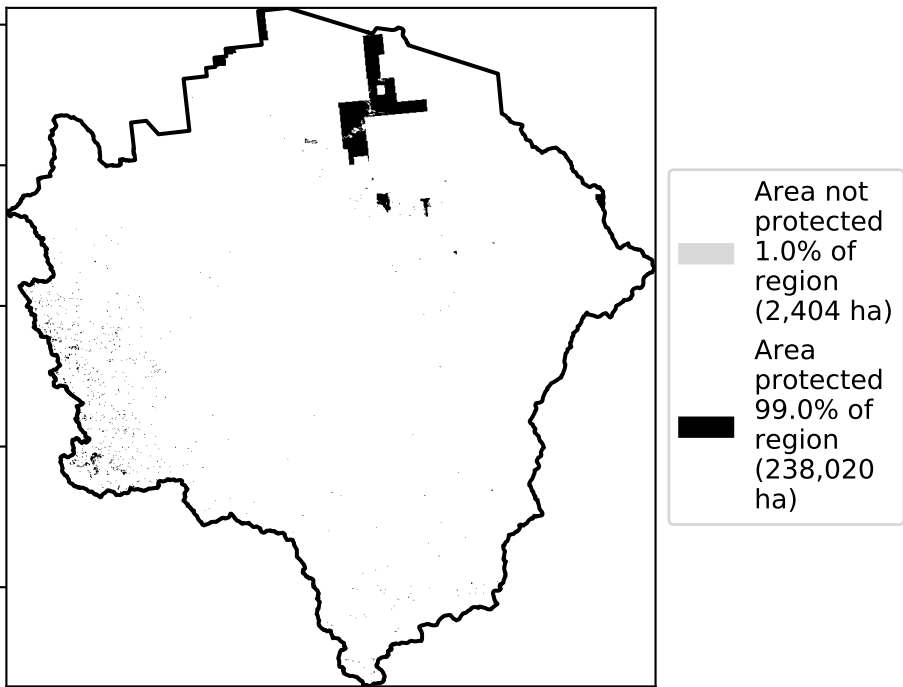 Area not
protected
1.0% of
region
(2,404 ha)
Area
protected
99.0% of
region
(238,020
ha)